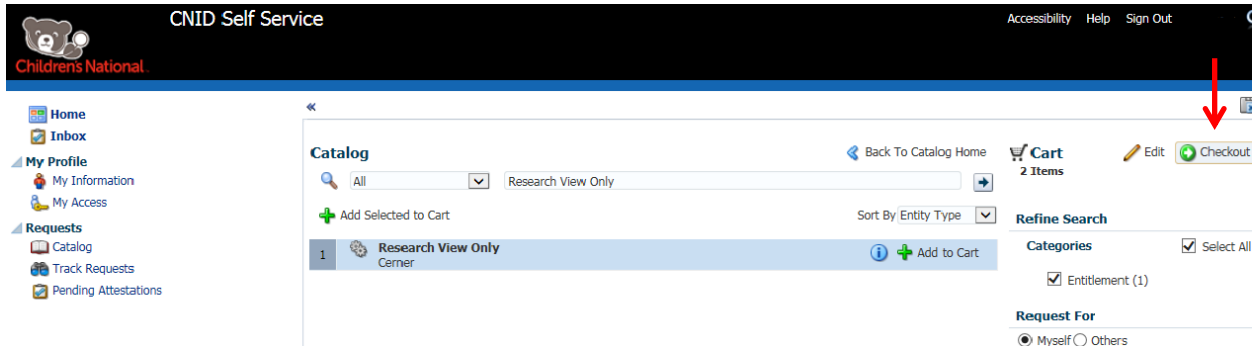 CNID Self Service
Accessibility Help Sign Out
Children's National
Home
Inbox
My Profile
My Information
My Access
Requests
Catalog
Track Requests
Pending Attestations
«
Catalog
Back To Catalog Home
All
Research View Only
Add Selected to Cart
Sort By Entity Type
1
Research View Only
Cerner
Add to Cart
Cart
2 Items
Edit
Checkout
Refine Search
Categories
Select All
Entitlement (1)
Request For
Myself Others